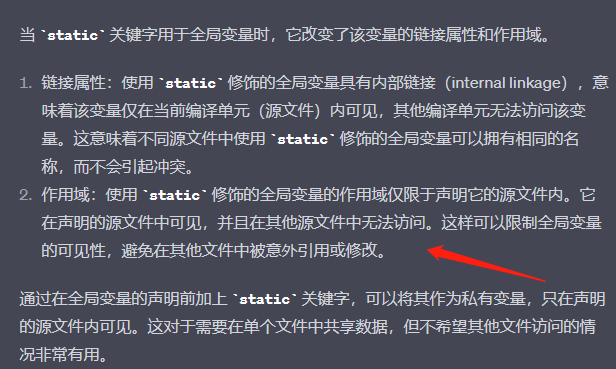 当 `static` 关键字用于全局变量时，它改变了该变量的链接属性和作用域。
1. 链接属性：使用 `static` 修饰的全局变量具有内部链接（internal linkage），意
味着该变量仅在当前编译单元（源文件）内可见，其他编译单元无法访问该变
量。这意味着不同源文件中使用 `static` 修饰的全局变量可以拥有相同的名
称，而不会引起冲突。
2. 作用域：使用 `static` 修饰的全局变量的作用域仅限于声明它的源文件内。它
在声明的源文件中可见，并且在其他源文件中无法访问。这样可以限制全局变量
的可见性，避免在其他文件中被意外引用或修改。
通过在全局变量的声明前加上 `static` 关键字，可以将其作为私有变量，只在声明
的源文件内可见。这对于需要在单个文件中共享数据，但不希望其他文件访问的情
况非常有用。